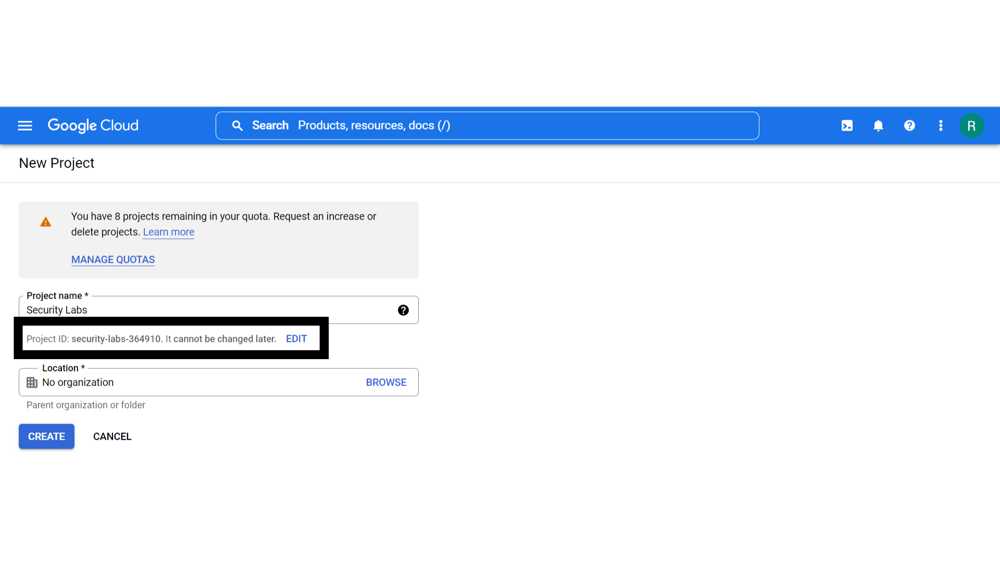 Google Cloud
Search Products, resources, docs (/)
R
New Project
You have 8 projects remaining in your quota. Request an increase or
delete projects. Learn more
MANAGE QUOTAS
Project name *
Security Labs
Project ID: security-labs-364910. It cannot be changed later. EDIT
Location *
No organization BROWSE
Parent organization or folder
CREATE CANCEL